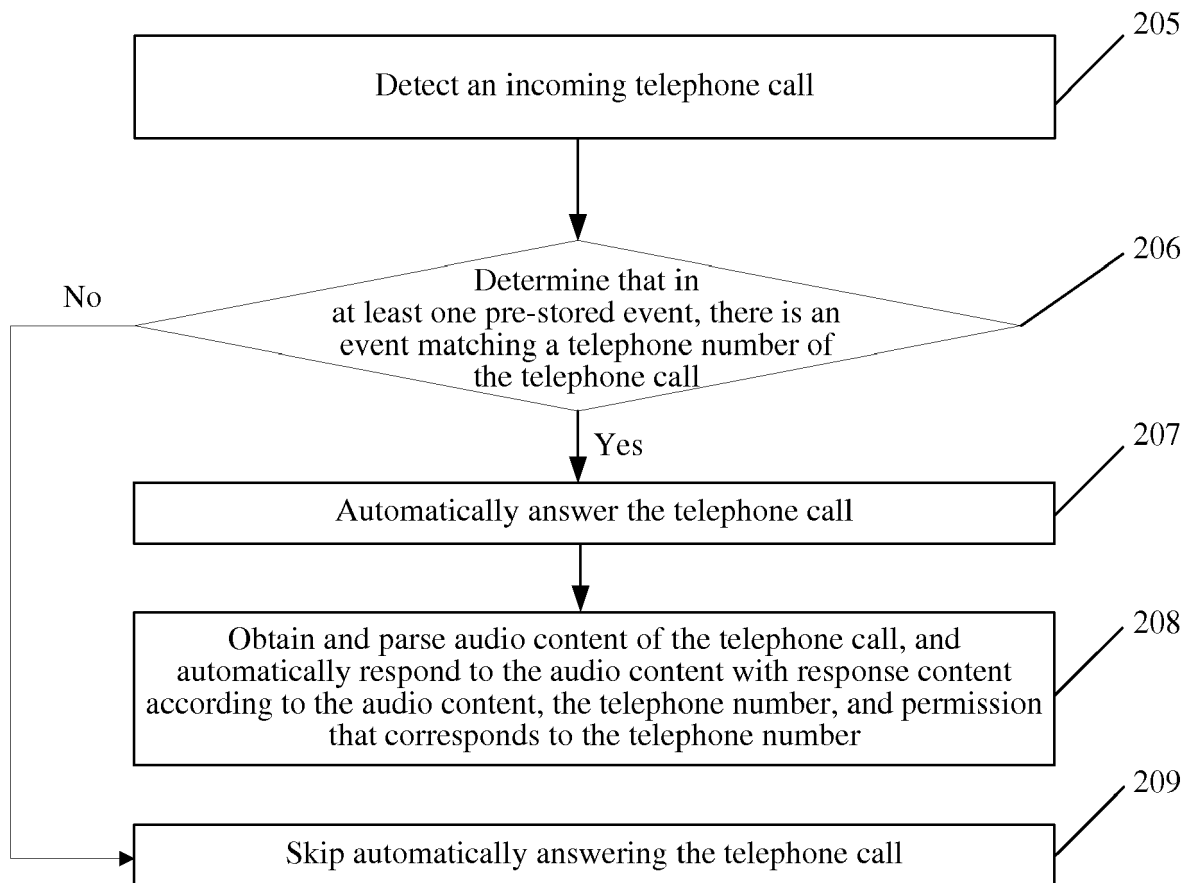 205
Detect an incoming telephone call
206
No
Determine that in
at least one pre-stored event, there is an
event matching a telephone number of
the telephone call
Yes
207
Automatically answer the telephone call
208
Obtain and parse audio content of the telephone call, and
automatically respond to the audio content with response content
according to the audio content, the telephone number, and permission
that corresponds to the telephone number
209
Skip automatically answering the telephone call